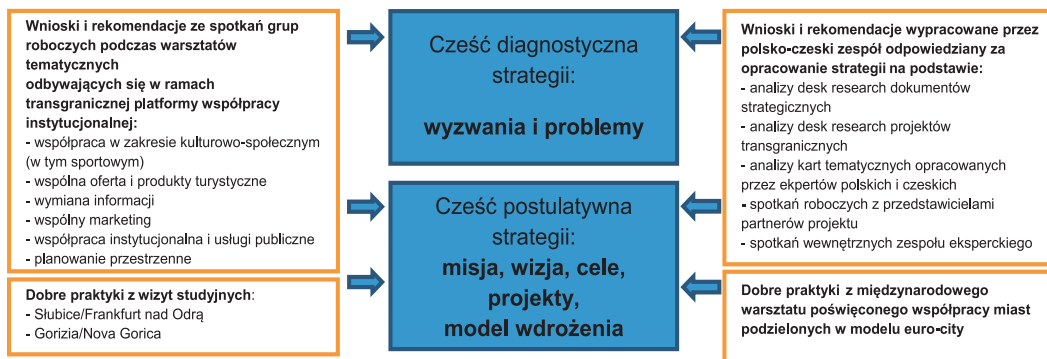 Wnioski i rekomendacje ze spotkań grup
roboczych podczas warsztatów
tematycznych
odbywających się w ramach
transgranicznej platformy współpracy
instytucjonalnej:
- współpraca w zakresie kulturowo-społecznym
(w tym sportowym)
- wspólna oferta i produkty turystyczne
- wymiana informacji
- wspólny marketing
- współpraca instytucjonalna i usługi publiczne
- planowanie przestrzenne
Dobre praktyki z wizyt studyjnych:
- Słubice/Frankfurt nad Odrą
- Gorizia/Nova Gorica
Cześć diagnostyczna
strategii:
wyzwania i problemy
Cześć postulatywna
strategii:
misja, wizja, cele,
projekty,
model wdrożenia
Wnioski i rekomendacje wypracowane przez
polsko-czeski zespół odpowiedziany za
opracowanie strategii na podstawie:
- analizy desk research dokumentów
strategicznych
- analizy desk research projektów
transgranicznych
- analizy kart tematycznych opracowanych
przez ekpertów polskich i czeskich
- spotkań roboczych z przedstawicielami
partnerów projektu
- spotkań wewnętrznych zespołu eksperckiego
Dobre praktyki z międzynarodowego
warsztatu poświęconego współpracy miast
podzielonych w modelu euro-city